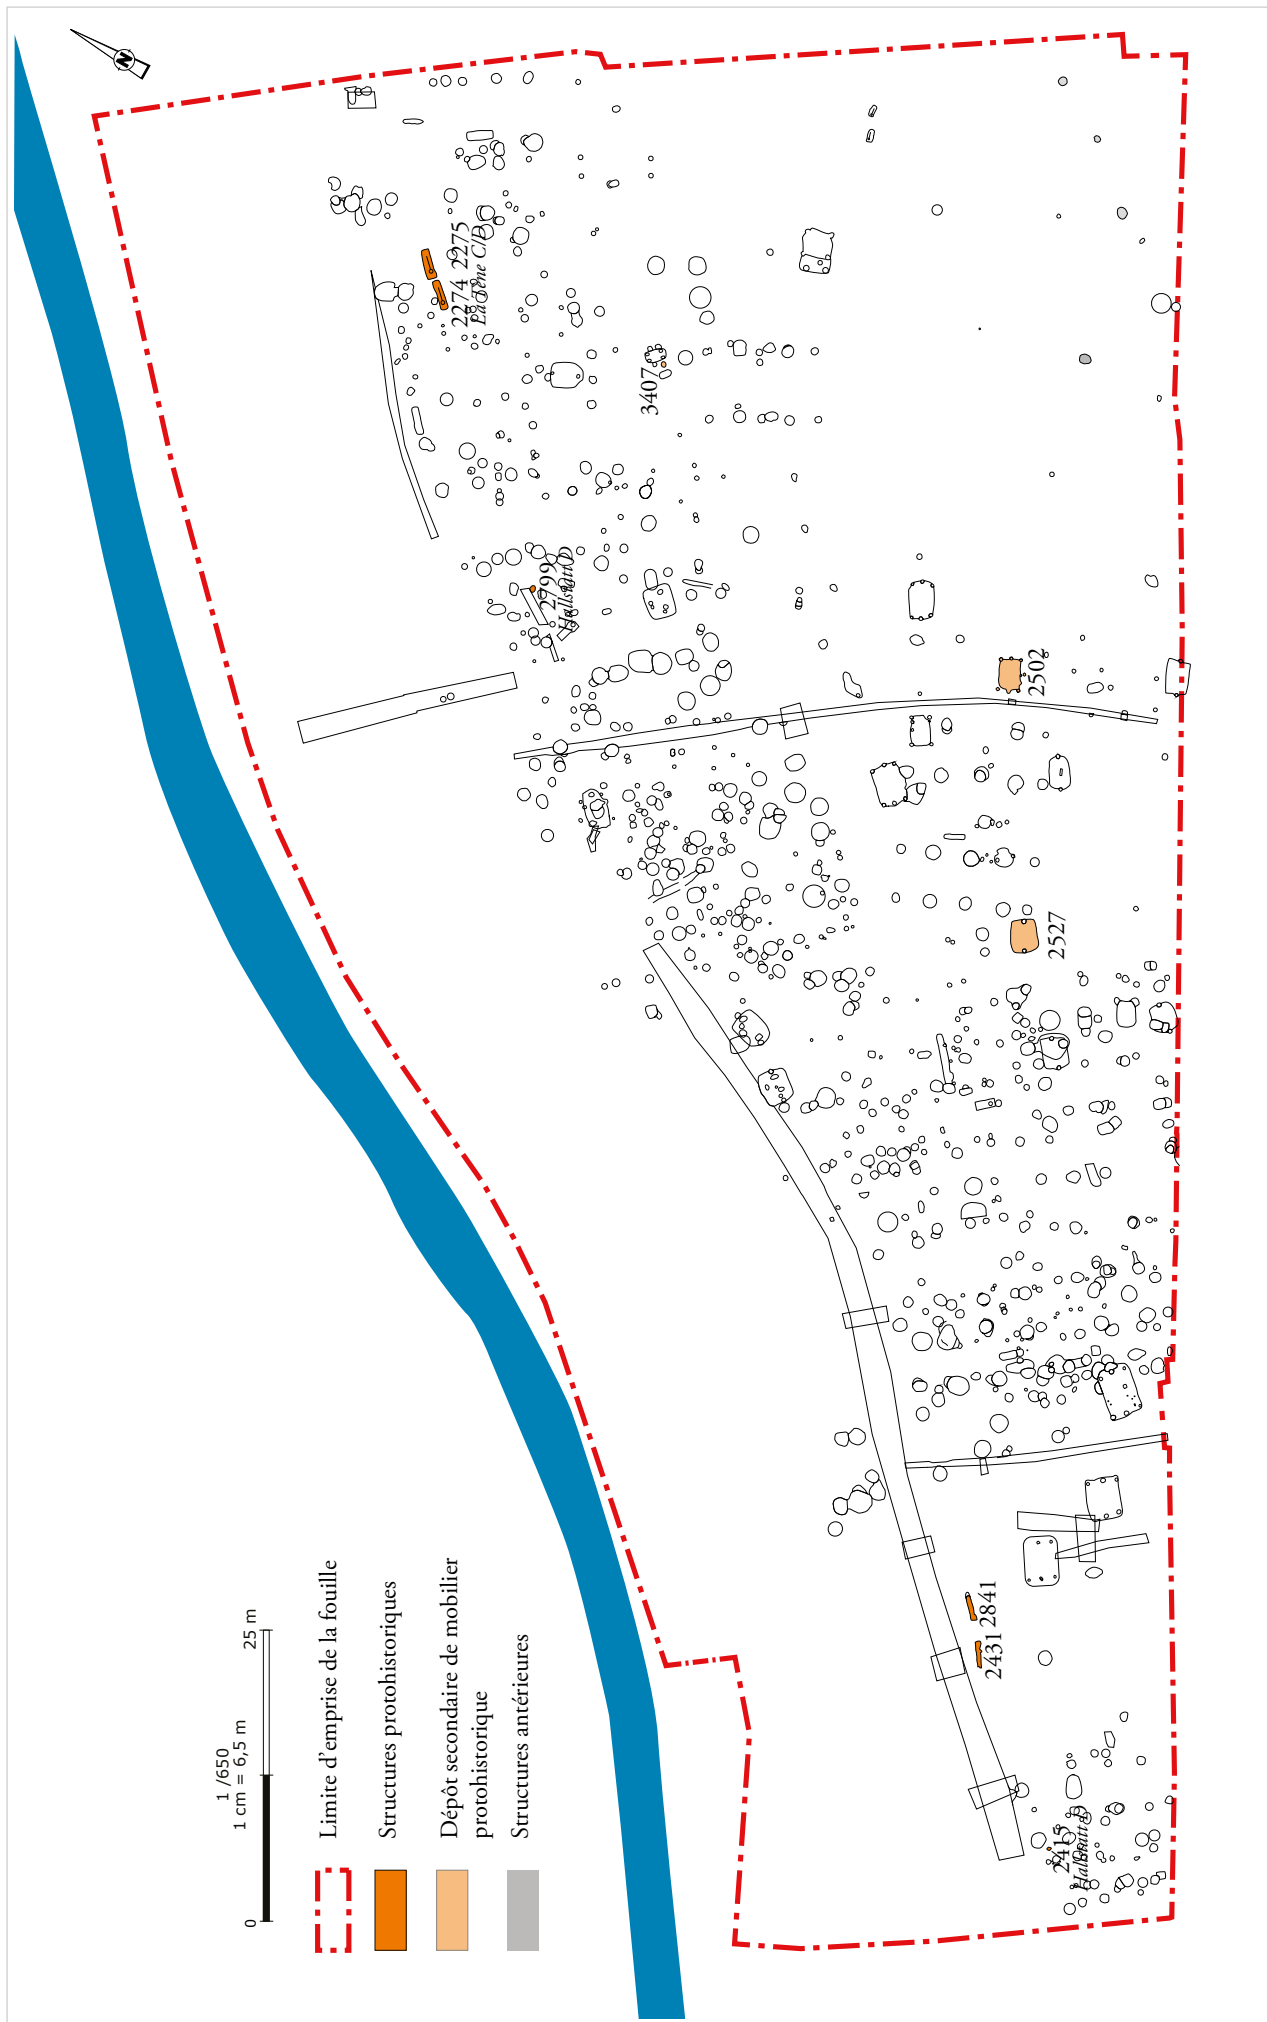 N
2274 2275
La Tène C/D
3407
2799
Hallstatt D
2502
2527
2841
2431
2415
Hallstatt D
1 /650
1 cm = 6,5 m
0
25 m
Limite d'emprise de la fouille
Structures protohistoriques
Dépôt secondaire de mobilier
protohistorique
Structures antérieures